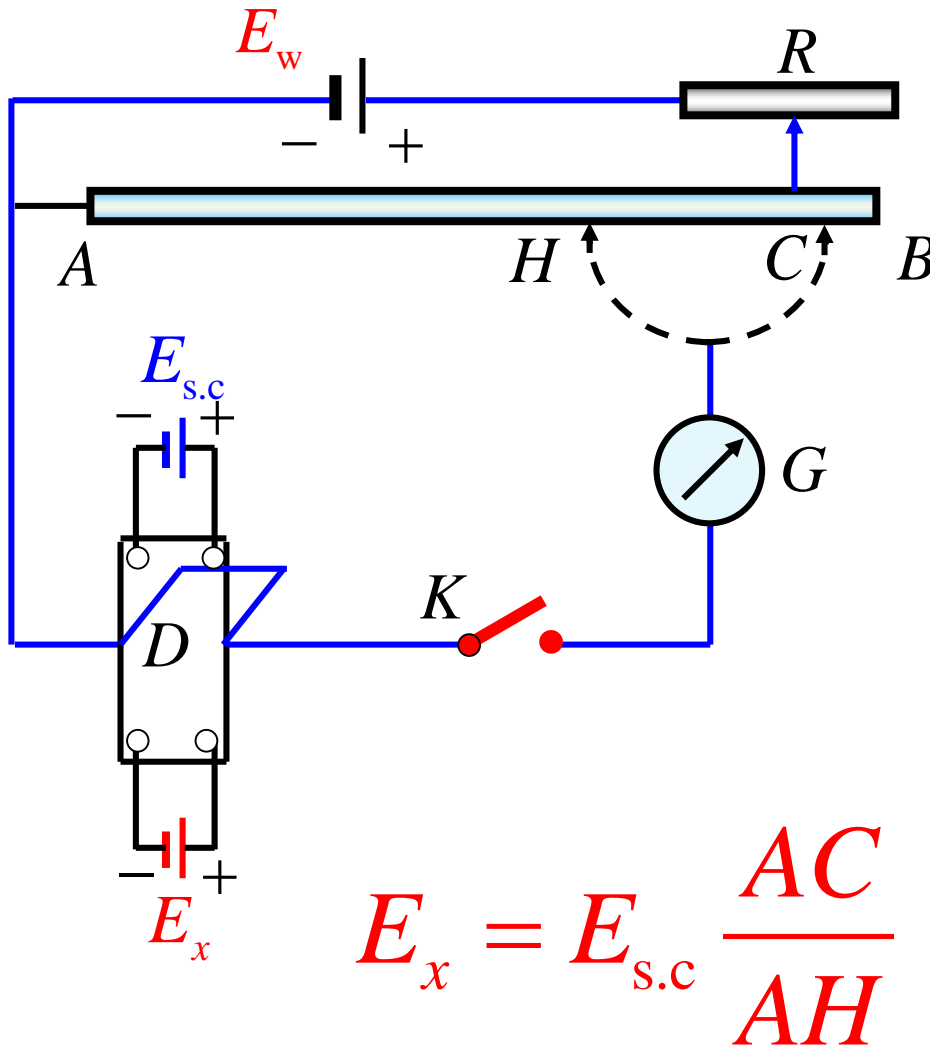 E_w
R
− +
A H C B
E_s.c
− +
G
K
D
− +
E_x
E_x = E_s.c AC/AH